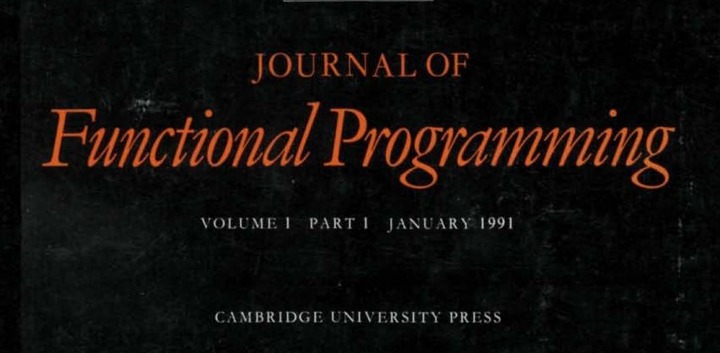 JOURNAL OF
Functional Programming
VOLUME 1 PART 1 JANUARY 1991
CAMBRIDGE UNIVERSITY PRESS